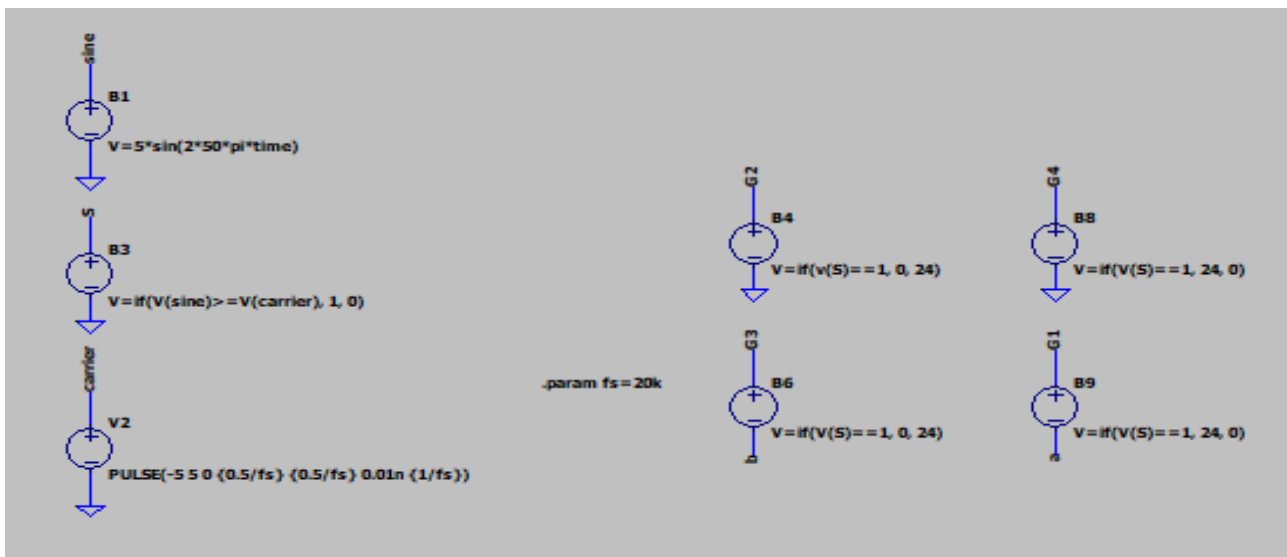 sine
B1
V=5*sin(2*50*pi*time)
S
B3
V=if(V(sine)>=V(carrier), 1, 0)
carrier
V2
PULSE(-5 5 0 {0.5/fs} {0.5/fs} 0.01n {1/fs})
.param fs=20k
G2
B4
V=if(v(S)==1, 0, 24)
G3
B6
V=if(V(S)==1, 0, 24)
b
G4
B8
V=if(V(S)==1, 24, 0)
G1
B9
V=if(V(S)==1, 24, 0)
a